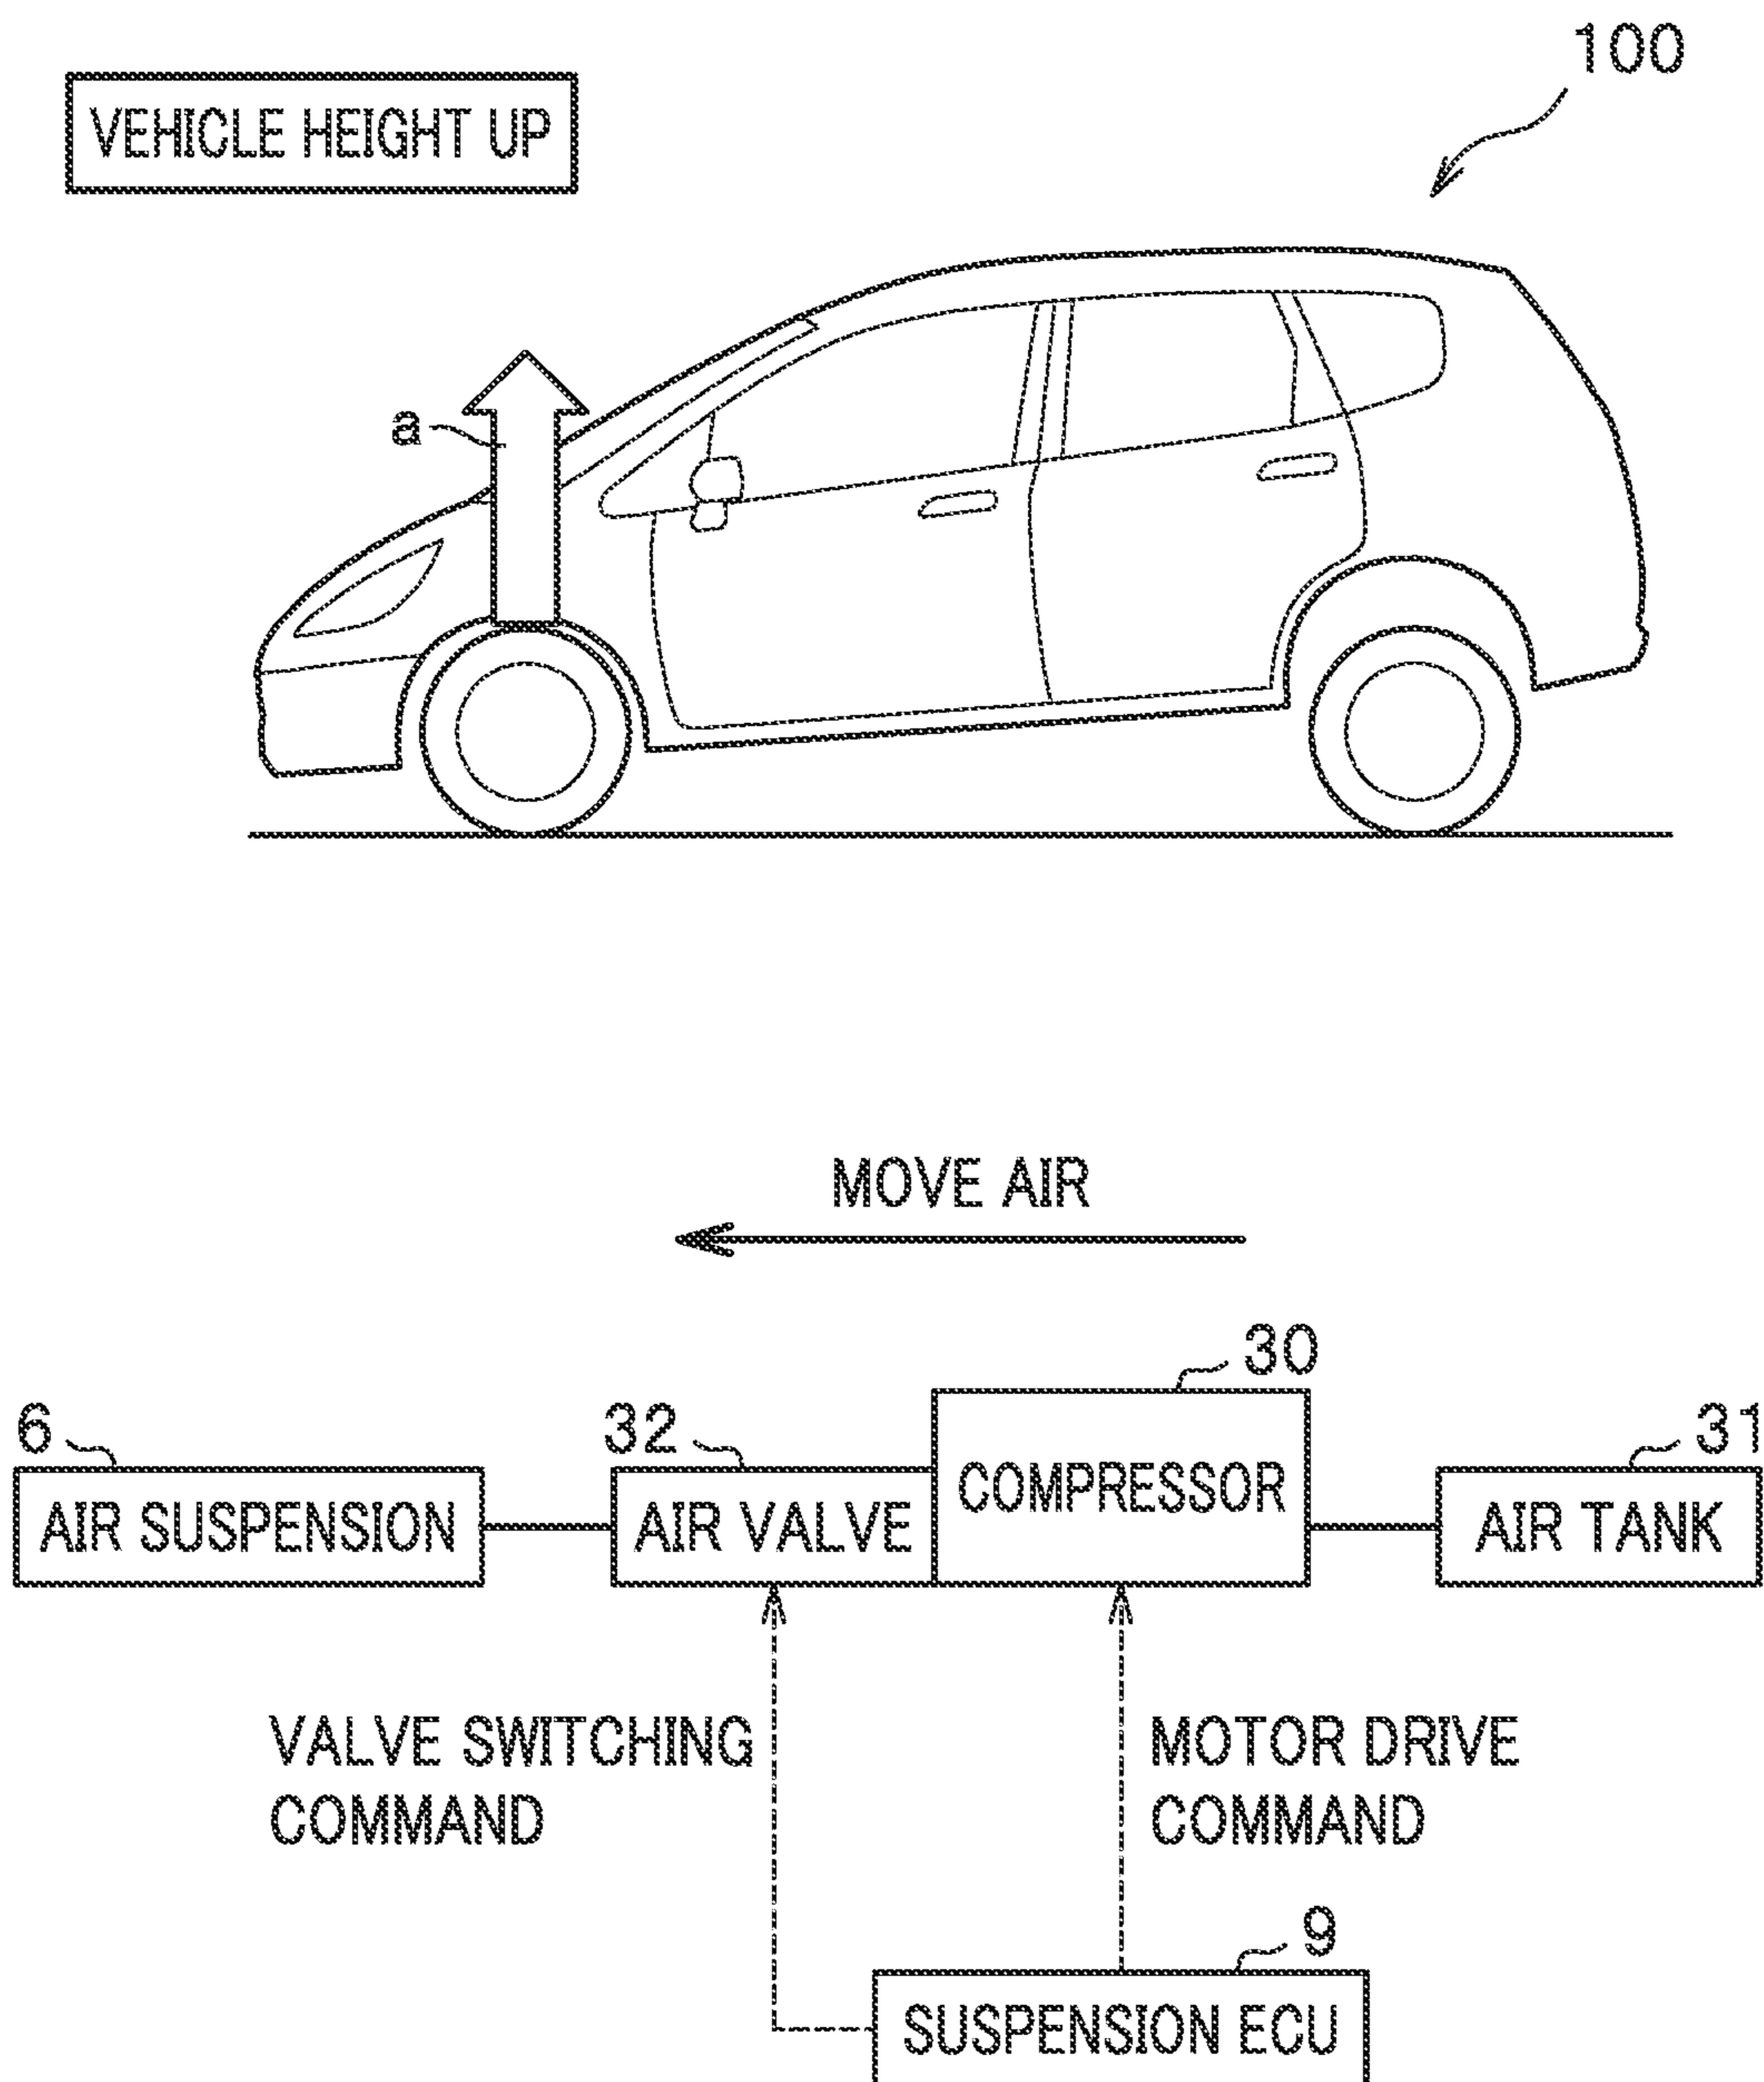 100
VEHICLE HEIGHT UP
a
MOVE AIR
30
6
32
31
AIR SUSPENSION
AIR VALVE
COMPRESSOR
AIR TANK
VALVE SWITCHING
COMMAND
MOTOR DRIVE
COMMAND
9
SUSPENSION ECU